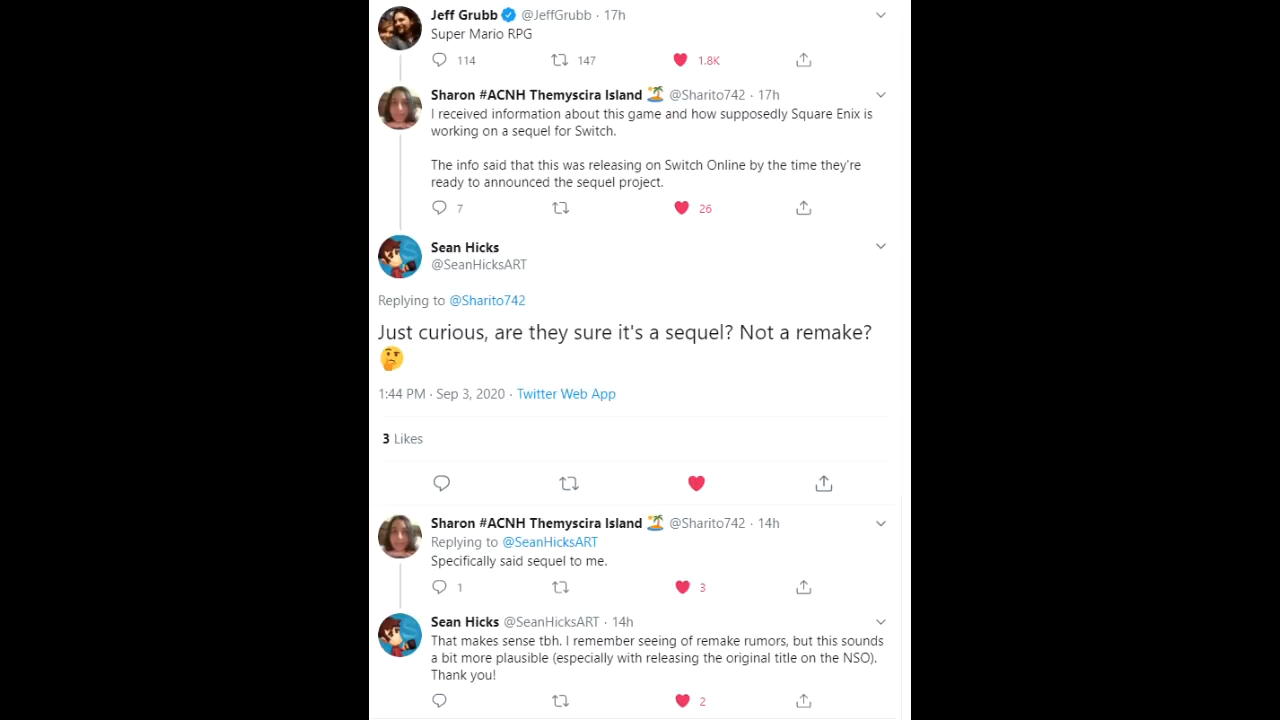 Jeff Grubb @JeffGrubb · 17h
Super Mario RPG
114 147 1.8K
Sharon #ACNH Themyscira Island 🏝️ @Sharito742 · 17h
I received information about this game and how supposedly Square Enix is
working on a sequel for Switch.
The info said that this was releasing on Switch Online by the time they're
ready to announced the sequel project.
7 26
Sean Hicks
@SeanHicksART
Replying to @Sharito742
Just curious, are they sure it's a sequel? Not a remake?
🤔
1:44 PM · Sep 3, 2020 · Twitter Web App
3 Likes
Sharon #ACNH Themyscira Island 🏝️ @Sharito742 · 14h
Replying to @SeanHicksART
Specifically said sequel to me.
1 3
Sean Hicks @SeanHicksART · 14h
That makes sense tbh. I remember seeing of remake rumors, but this sounds
a bit more plausible (especially with releasing the original title on the NSO).
Thank you!
2